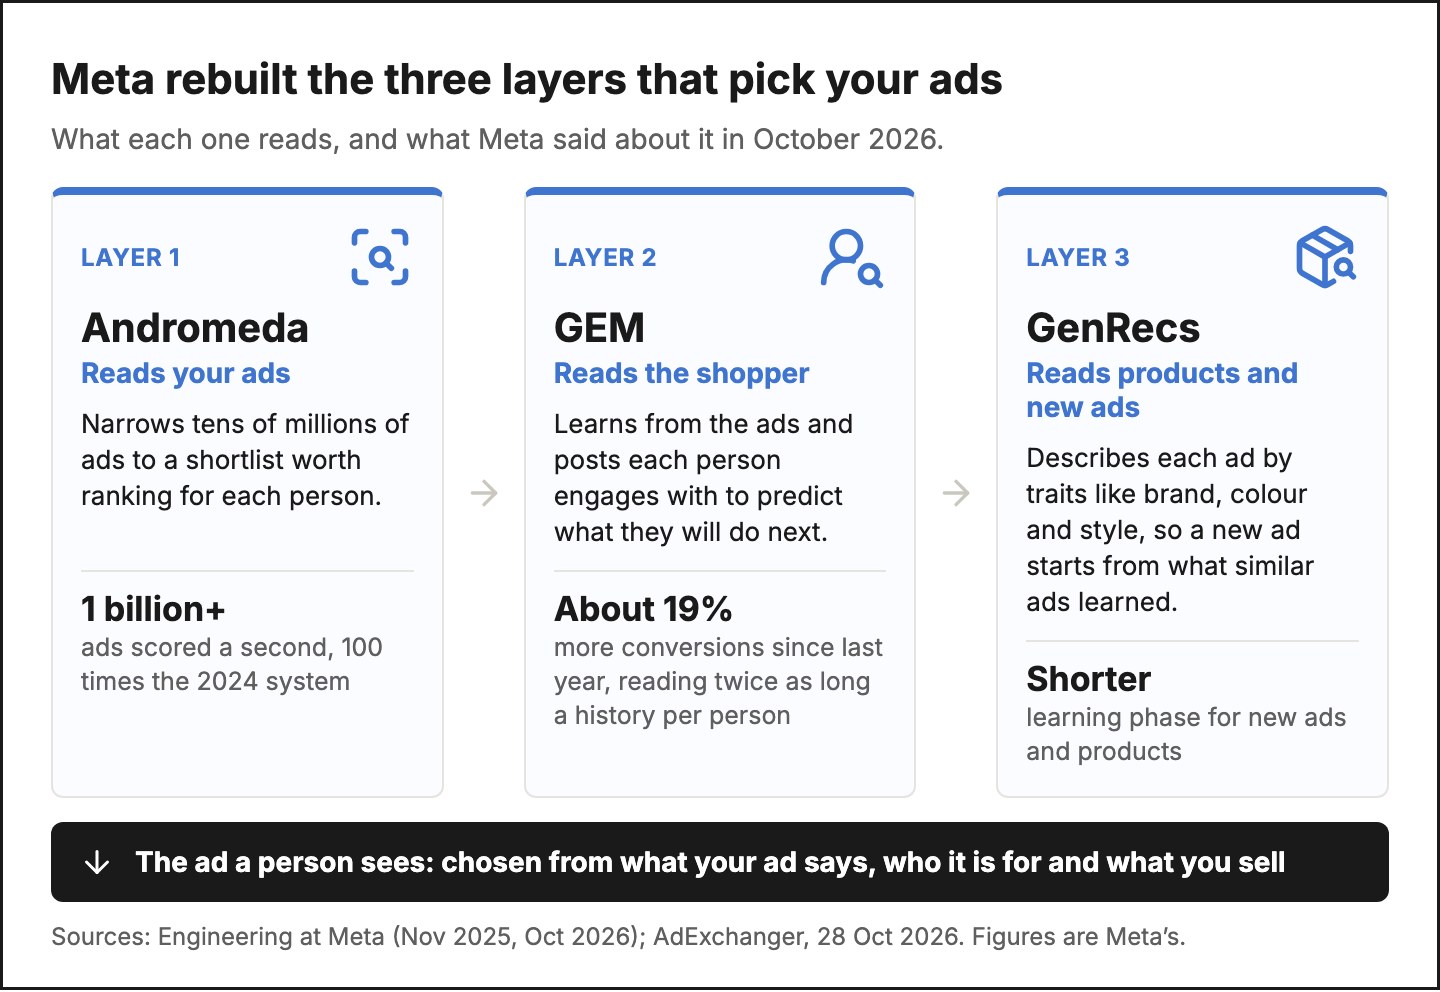 Meta rebuilt the three layers that pick your ads
What each one reads, and what Meta said about it in October 2026.
LAYER 1
Andromeda
Reads your ads
Narrows tens of millions of
ads to a shortlist worth
ranking for each person.
1 billion+
ads scored a second, 100
times the 2024 system
LAYER 2
GEM
Reads the shopper
Learns from the ads and
posts each person
engages with to predict
what they will do next.
About 19%
more conversions since last
year, reading twice as long
a history per person
LAYER 3
GenRecs
Reads products and
new ads
Describes each ad by
traits like brand, colour
and style, so a new ad
starts from what similar
ads learned.
Shorter
learning phase for new ads
and products
The ad a person sees: chosen from what your ad says, who it is for and what you sell
Sources: Engineering at Meta (Nov 2025, Oct 2026); AdExchanger, 28 Oct 2026. Figures are Meta’s.